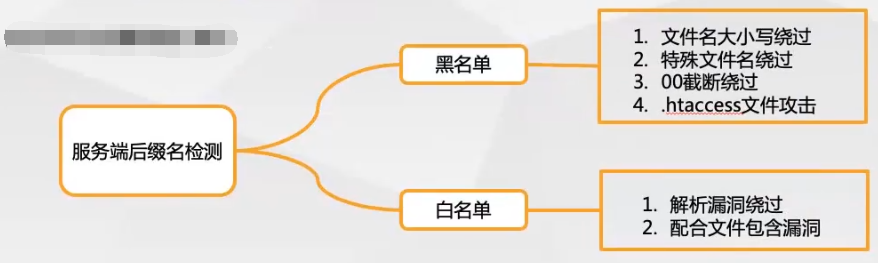 服务端后缀名检测
黑名单
1. 文件名大小写绕过
2. 特殊文件名绕过
3. 00截断绕过
4. .htaccess文件攻击
白名单
1. 解析漏洞绕过
2. 配合文件包含漏洞